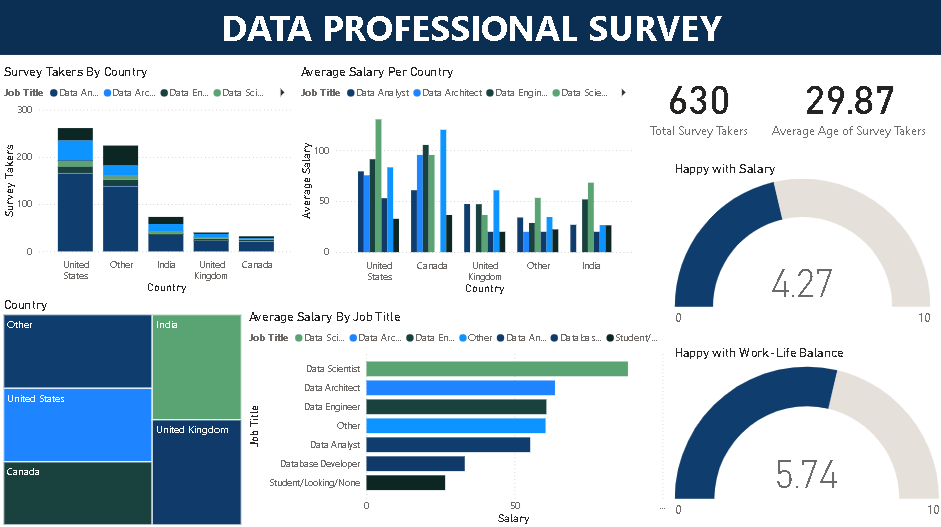 DATA PROFESSIONAL SURVEY
Survey Takers By Country
Job Title Data An... Data Arc... Data En... Data Sci...
300
200
100
0
Survey Takers
United States
Other
India
United Kingdom
Canada
Country
Average Salary Per Country
Job Title Data Analyst Data Architect Data Engin... Data Scie...
100
50
0
Average Salary
United States
Canada
United Kingdom
Other
India
Country
630
Total Survey Takers
29.87
Average Age of Survey Takers
Happy with Salary
4.27
0
10
Country
Other
India
United States
United Kingdom
Canada
Average Salary By Job Title
Job Title Data Sci... Data Arc... Data En... Other Data An... Databas... Student/...
Job Title
Data Scientist
Data Architect
Data Engineer
Other
Data Analyst
Database Developer
Student/Looking/None
0
50
...
Salary
Happy with Work-Life Balance
5.74
0
10